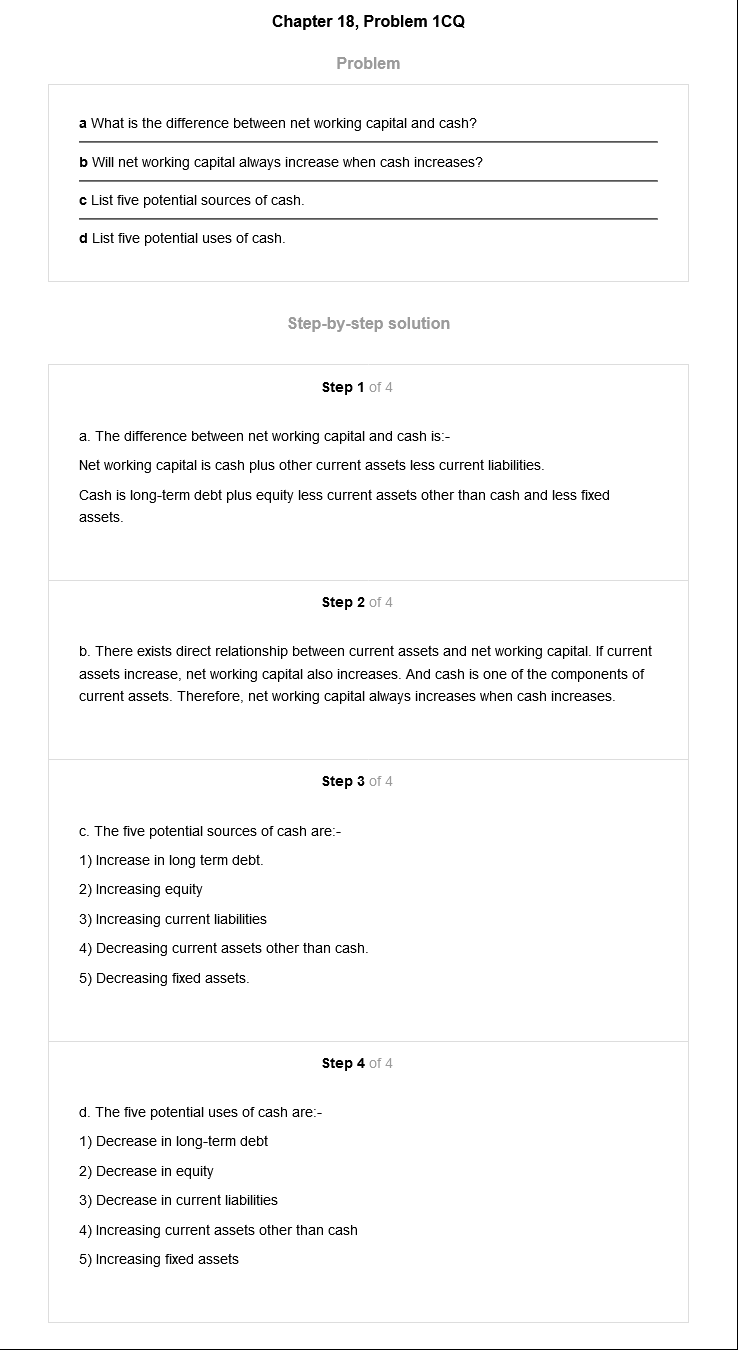 Chapter 18, Problem 1CQ
Problem
a What is the difference between net working capital and cash?
b Will net working capital always increase when cash increases?
c List five potential sources of cash.
d List five potential uses of cash.
Step-by-step solution
Step 1 of 4
a. The difference between net working capital and cash is:-
Net working capital is cash plus other current assets less current liabilities.
Cash is long-term debt plus equity less current assets other than cash and less fixed
assets.
Step 2 of 4
b. There exists direct relationship between current assets and net working capital. If current
assets increase, net working capital also increases. And cash is one of the components of
current assets. Therefore, net working capital always increases when cash increases.
Step 3 of 4
c. The five potential sources of cash are:-
1) Increase in long term debt.
2) Increasing equity
3) Increasing current liabilities
4) Decreasing current assets other than cash.
5) Decreasing fixed assets.
Step 4 of 4
d. The five potential uses of cash are:-
1) Decrease in long-term debt
2) Decrease in equity
3) Decrease in current liabilities
4) Increasing current assets other than cash
5) Increasing fixed assets